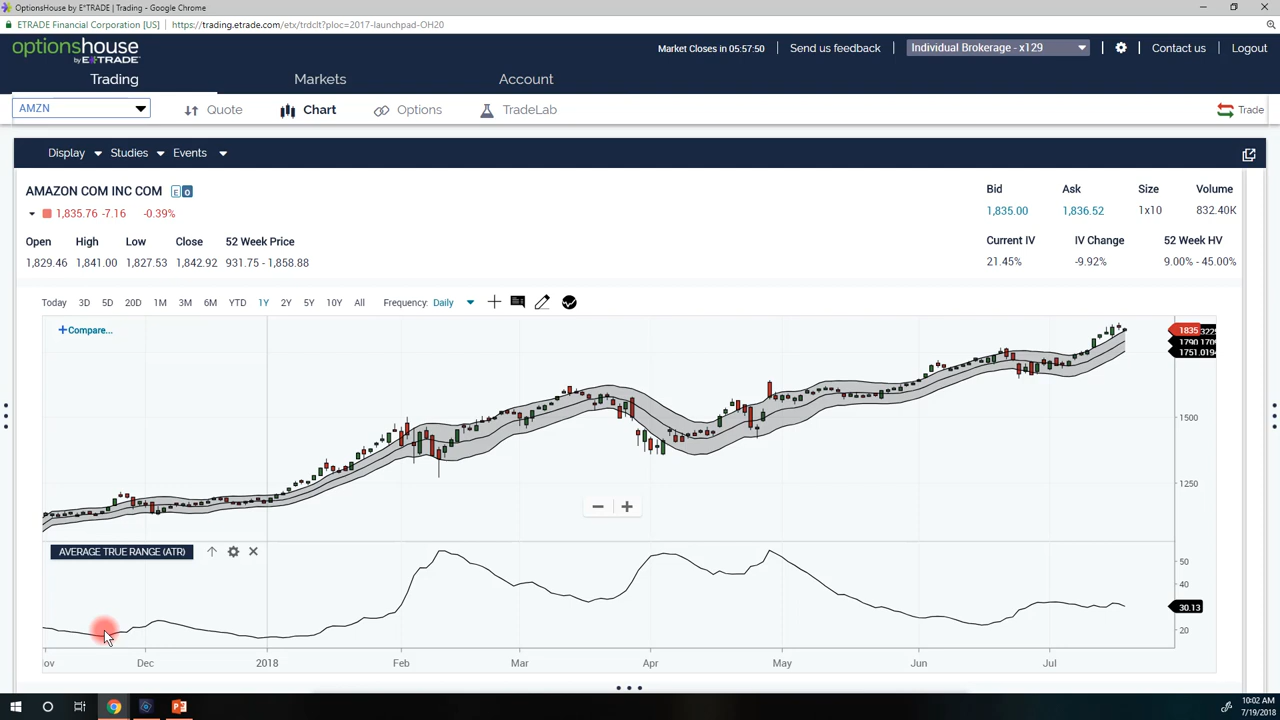 OptionsHouse by E*TRADE | Trading - Google Chrome
ETRADE Financial Corporation [US] https://trading.etrade.com/etx/trdclt?ploc=2017-launchpad-OH20
optionshouse
by E*TRADE
Market Closes in 05:57:50 Send us feedback Individual Brokerage - x129 Contact us Logout
Trading Markets Account
AMZN Quote Chart Options TradeLab Trade
Display Studies Events
AMAZON COM INC COM E O
1,835.76 -7.16 -0.39%
Bid Ask Size Volume
1,835.00 1,836.52 1x10 832.40K
Open High Low Close 52 Week Price
1,829.46 1,841.00 1,827.53 1,842.92 931.75 - 1,858.88
Current IV IV Change 52 Week HV
21.45% -9.92% 9.00% - 45.00%
Today 3D 5D 20D 1M 3M 6M YTD 1Y 2Y 5Y 10Y All Frequency: Daily
+Compare...
1835
1751.0194
1500
1250
AVERAGE TRUE RANGE (ATR)
50
40
30.13
20
ov Dec 2018 Feb Mar Apr May Jun Jul
10:02 AM
7/19/2018